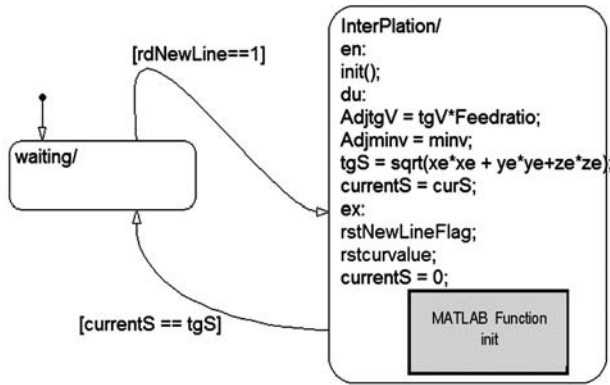 [rdNewLine==1]
waiting/
[currentS == tgS]
InterPlation/
en:
init();
du:
AdjtgV = tgV*Feedratio;
Adjminv = minv;
tgS = sqrt(xe*xe + ye*ye+ze*ze);
currentS = curS;
ex:
rstNewLineFlag;
rstcurvalue;
currentS = 0;
MATLAB Function
init